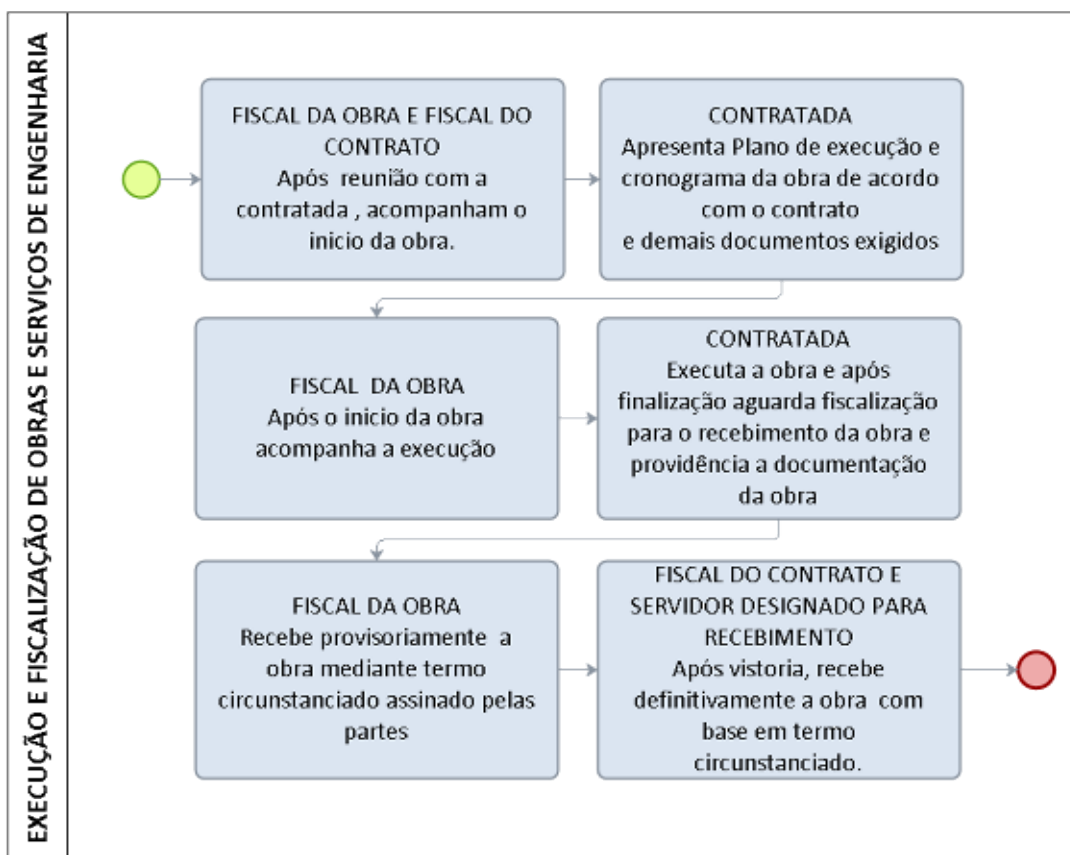 EXECUÇÃO E FISCALIZAÇÃO DE OBRAS E SERVIÇOS DE ENGENHARIA
FISCAL DA OBRA E FISCAL DO
CONTRATO
Após reunião com a
contratada , acompanham o
inicio da obra.
CONTRATADA
Apresenta Plano de execução e
cronograma da obra de acordo
com o contrato
e demais documentos exigidos
FISCAL DA OBRA
Após o inicio da obra
acompanha a execução
CONTRATADA
Executa a obra e após
finalização aguarda fiscalização
para o recebimento da obra e
providência a documentação
da obra
FISCAL DA OBRA
Recebe provisoriamente a
obra mediante termo
circunstanciado assinado pelas
partes
FISCAL DO CONTRATO E
SERVIDOR DESIGNADO PARA
RECEBIMENTO
Após vistoria, recebe
definitivamente a obra com
base em termo
circunstanciado.